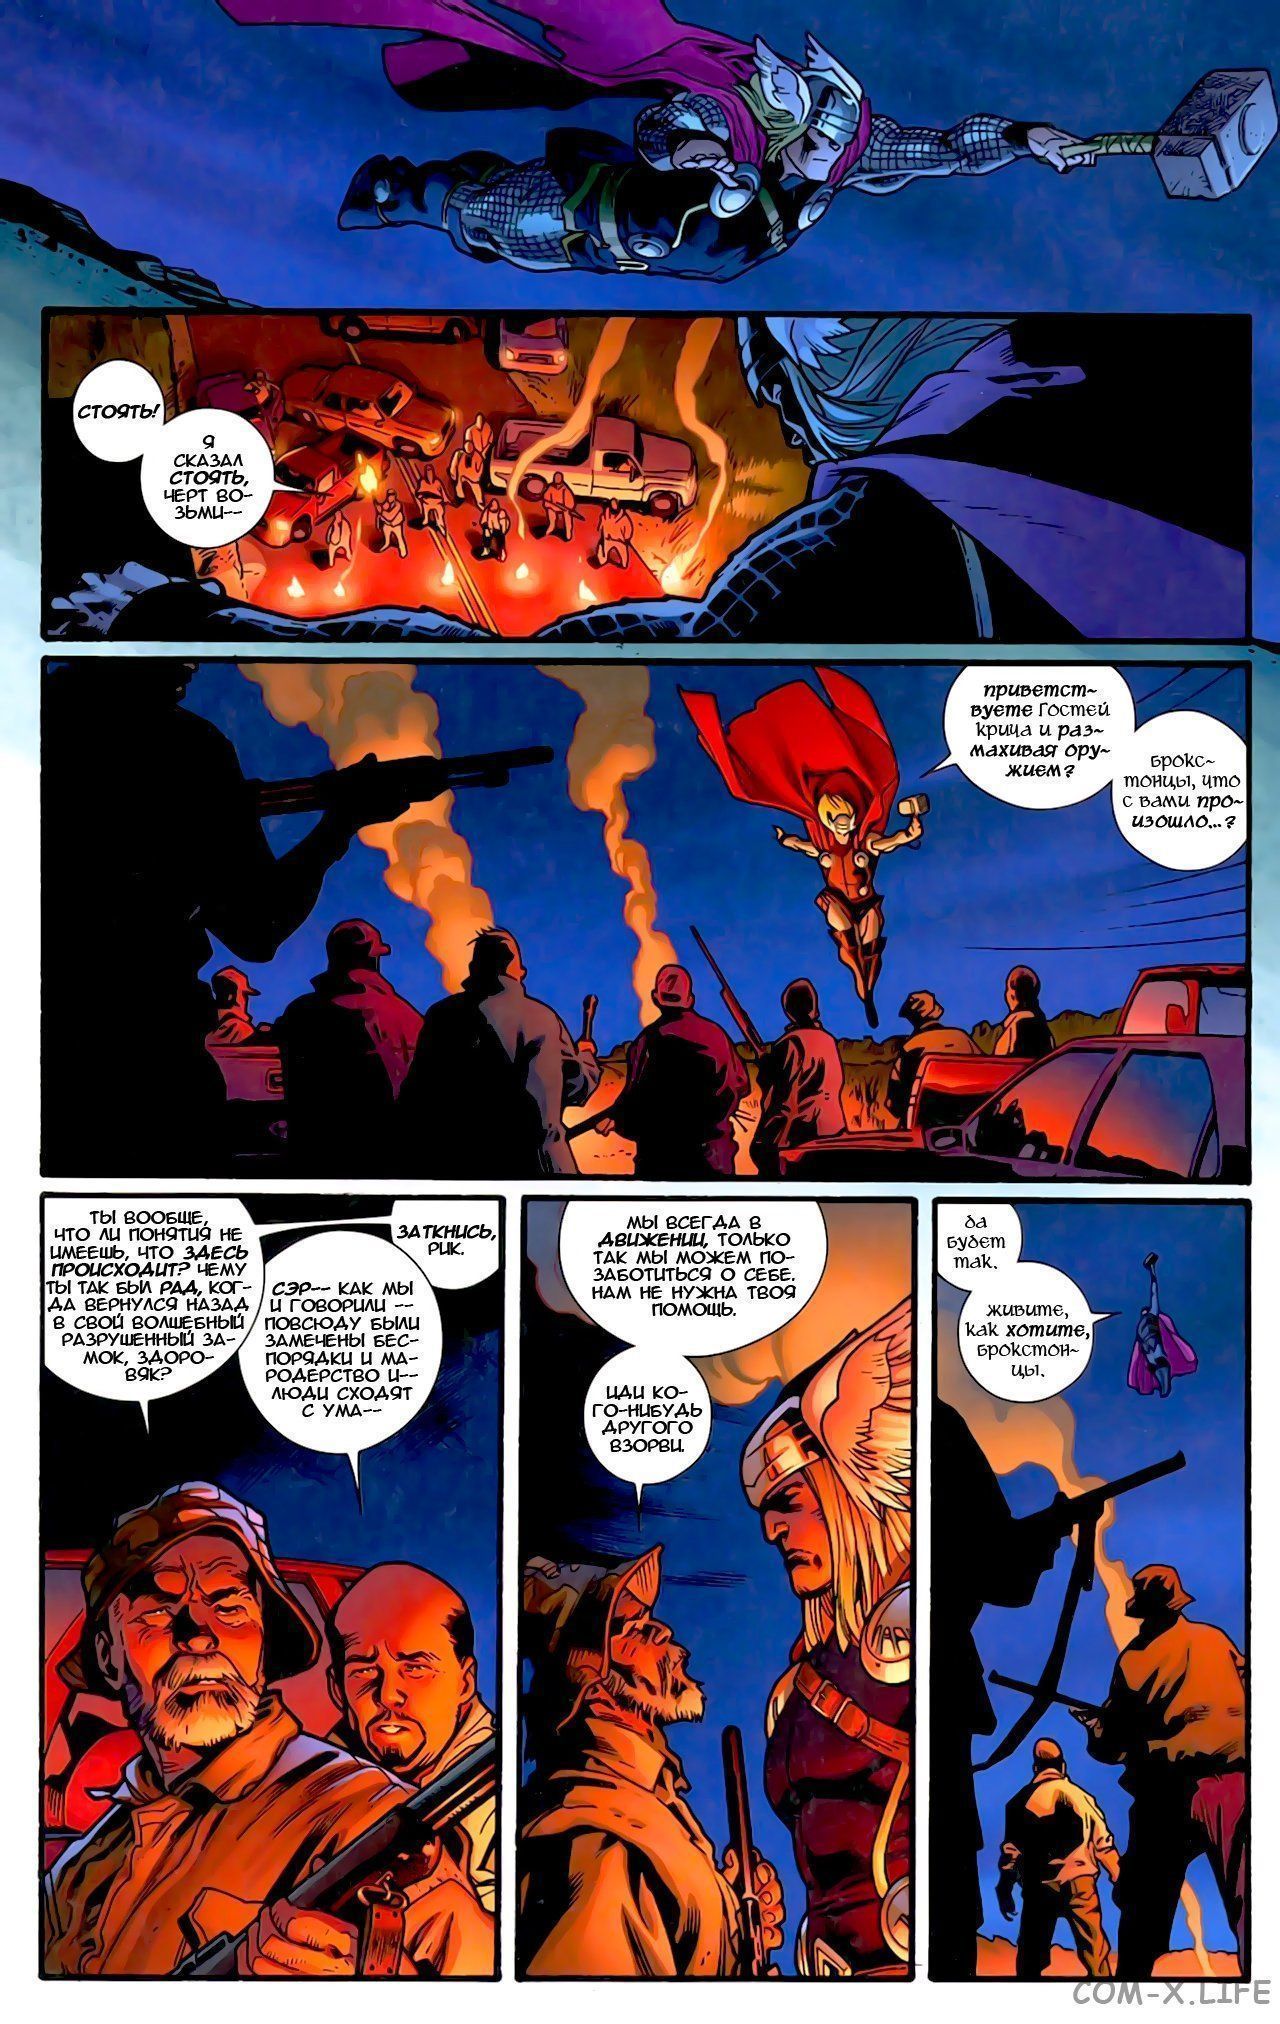 СТОЯТЬ!
Я
СКАЗАЛ
СТОЯТЬ,
ЧЕРТ ВО-
ЗЬМИ--
ПРИВЕТСТ-
ВУЕТЕ ГОСТЕЙ
КРИЧА И РАЗ-
МАХИВАЯ ОРУ-
ЖИЕМ?
БРОКС-
ТОНЦЫ, ЧТО
С ВАМИ ПРО-
ИЗОШЛО...?
ТЫ ВООБЩЕ,
ЧТО ЛИ ПОНЯТИЯ НЕ
ИМЕЕШЬ, ЧТО ЗДЕСЬ
ПРОИСХОДИТ? ЧЕМУ
ТЫ ТАК БЫЛ РАД, КОГ-
ДА ВЕРНУЛСЯ НАЗАД
В СВОЙ ВОЛШЕБНЫЙ
РАЗРУШЕННЫЙ ЗА-
МОК, ЗДОРО-
ВЯК?
ЗАТКНИСЬ,
РИК.
СЭР-- КАК МЫ
И ГОВОРИЛИ --
ПОВСЮДУ БЫЛИ
ЗАМЕЧЕНЫ БЕС-
ПОРЯДКИ И МА-
РОДЕРСТВО И--
ЛЮДИ СХОДЯТ
С УМА--
МЫ ВСЕГДА В
ДВИЖЕНИИ, ТОЛЬКО
ТАК МЫ МОЖЕМ ПО-
ЗАБОТИТЬСЯ О СЕБЕ.
НАМ НЕ НУЖНА ТВОЯ
ПОМОЩЬ.
ИДИ КО-
ГО-НИБУДЬ
ДРУГОГО
ВЗОРВИ.
ДА
БУДЕТ
ТАК.
ЖИВИТЕ,
КАК ХОТИТЕ,
БРОКСТОН-
ЦЫ.
COM-X.LIFE